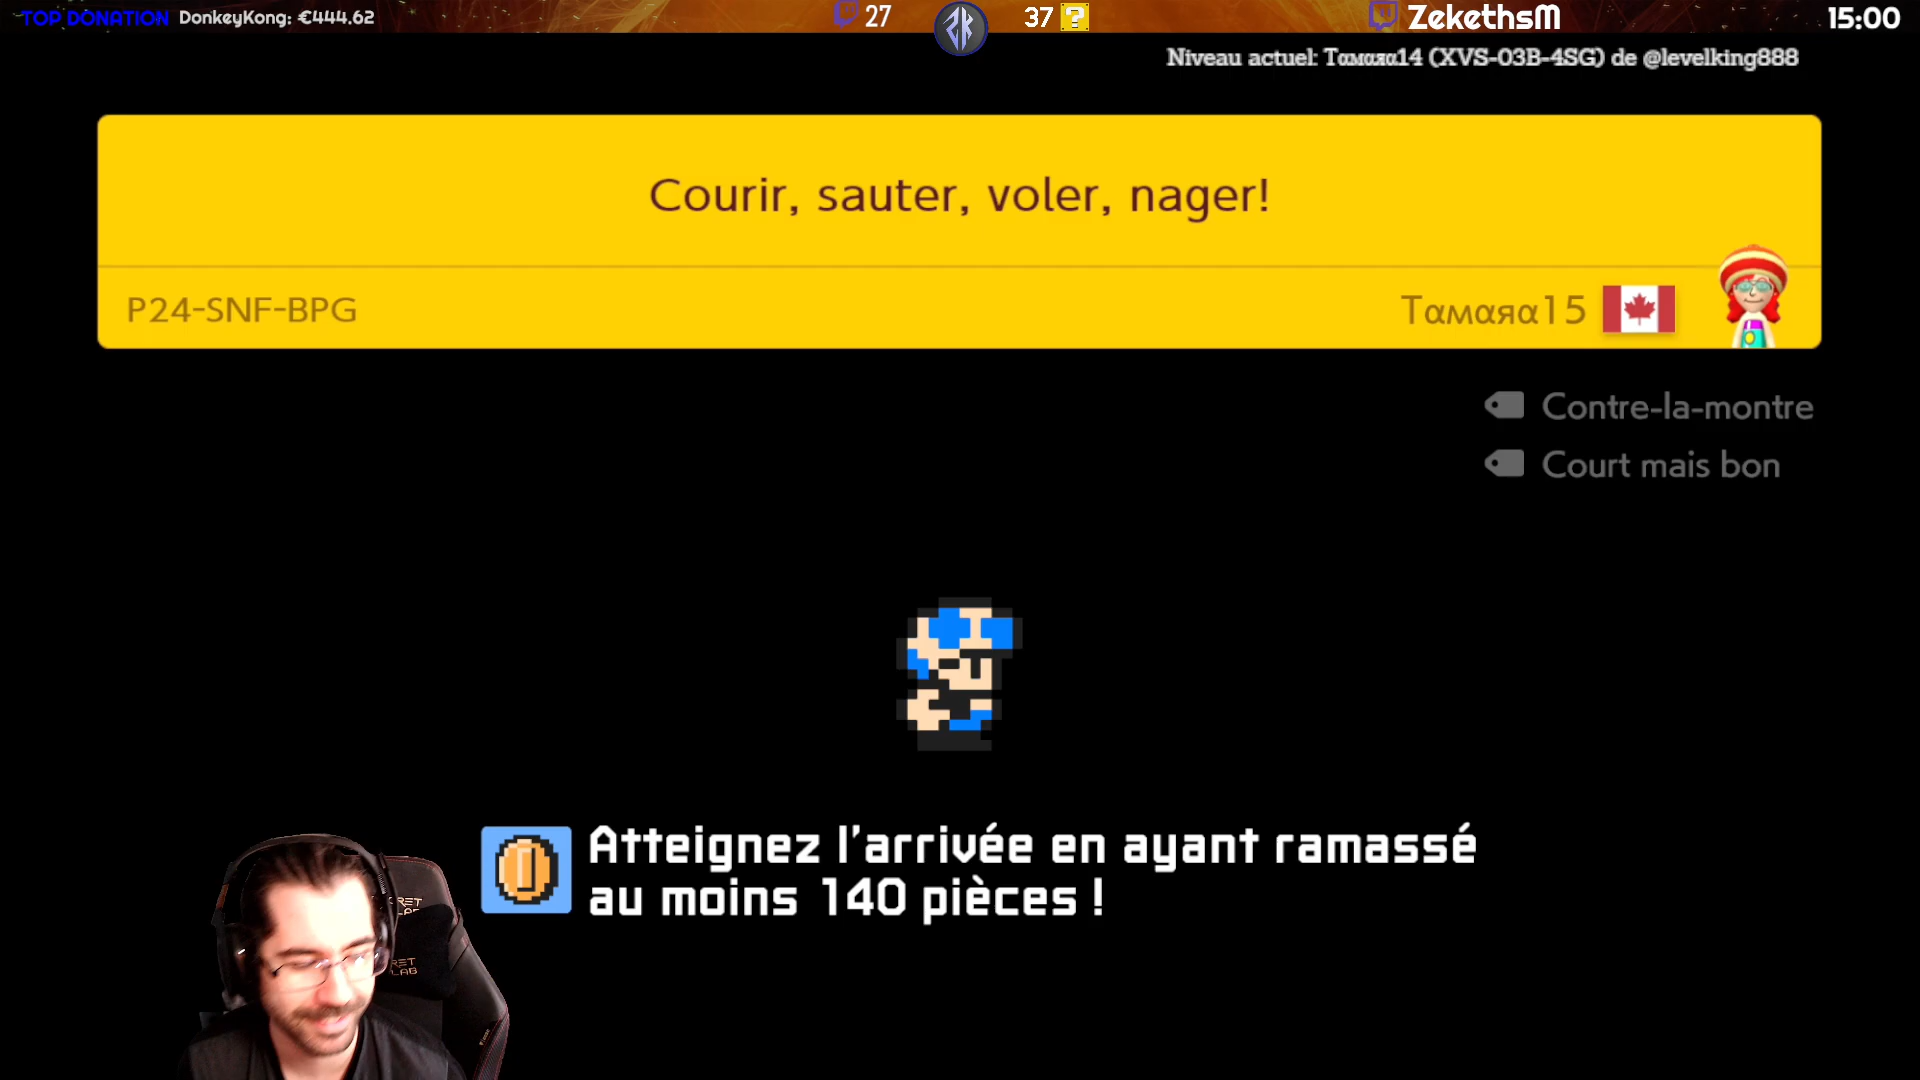 TOP DONATION DonkeyKong: €444.62
27
37
ZekethsM
15:00
Niveau actuel: Tαмαяα14 (XVS-03B-4SG) de @levelking888
Courir, sauter, voler, nager!
P24-SNF-BPG
Tαмαяα15
Contre-la-montre
Court mais bon
Atteignez l'arrivée en ayant ramassé
au moins 140 pièces !